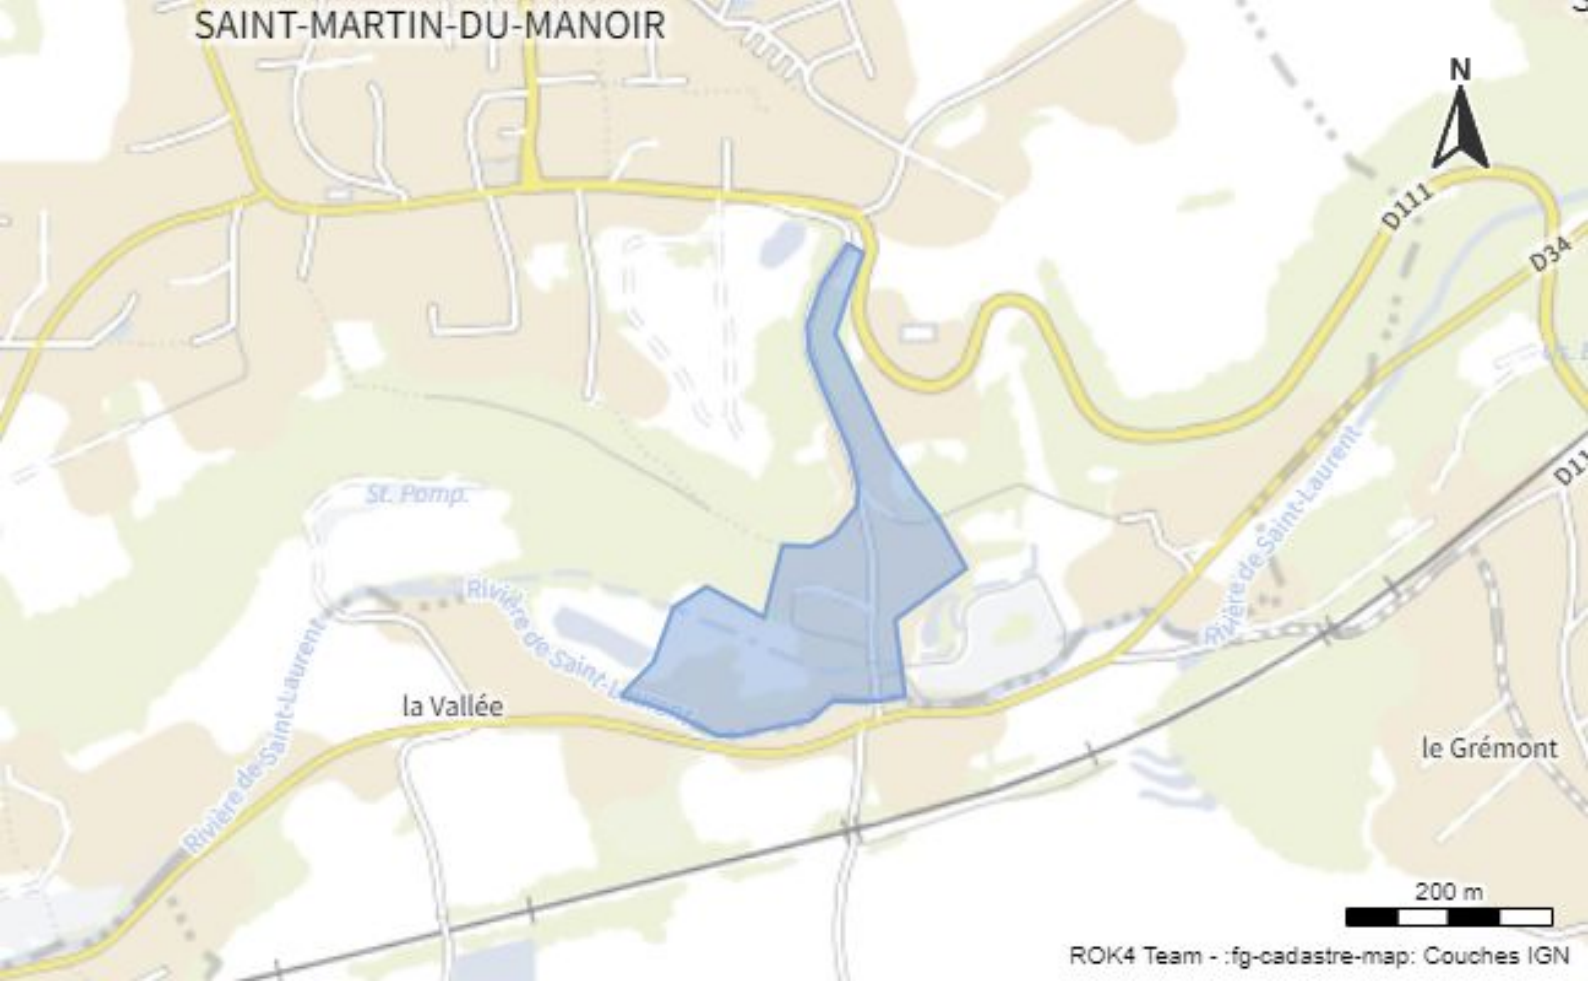 SAINT-MARTIN-DU-MANOIR
N
D111
D34
St. Pomp.
Rivière de Saint-Laurent
Rivière de Saint-Laurent
Rivière de Saint-Laurent
la Vallée
le Grémont
200 m
ROK4 Team - :fg-cadastre-map: Couches IGN